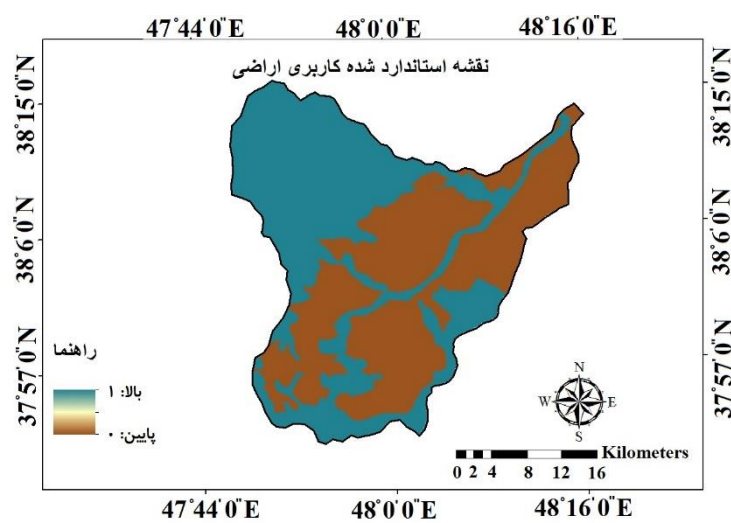 47°44'0"E 48°0'0"E 48°16'0"E
نقشه استاندارد شده کاربری اراضی
38°15'0"N 38°15'0"N
38°6'0"N 38°6'0"N
37°57'0"N 37°57'0"N
راهنما
بالا: ۱
پایین: ۰
N
W E
S
Kilometers
0 2 4 8 12 16
47°44'0"E 48°0'0"E 48°16'0"E